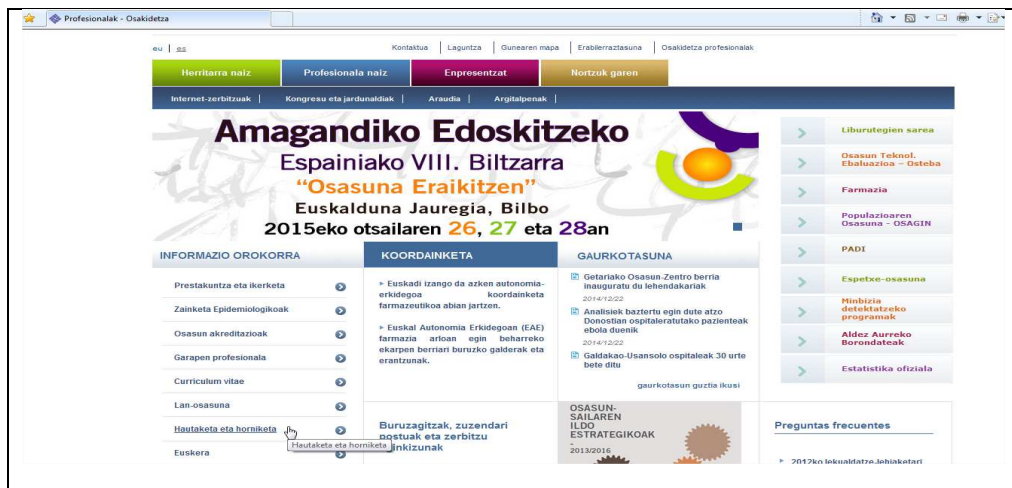 Profesionalak - Osakidetza
eu | es
Kontaktua | Laguntza | Gunearen mapa | Erabilerraztasuna | Osakidetza profesionalak
Herritarra naiz
Profesionala naiz
Enpresentzat
Nortzuk garen
Internet-zerbitzuak | Kongresu eta jardunaldiak | Araudia | Argitalpenak |
Amagandiko Edoskitzeko
Espainiako VIII. Biltzarra
“Osasuna Eraikitzen”
Euskalduna Jauregia, Bilbo
2015eko otsailaren 26, 27 eta 28an
Liburutegien sarea
Osasun Teknol.
Ebaluazioa – Osteba
Farmazia
Populazioaren
Osasuna - OSAGIN
PADI
Espetxe-osasuna
Minbizia
detektatzeko
programak
Aldez Aurreko
Borondateak
Estatistika ofiziala
INFORMAZIO OROKORRA
Prestakuntza eta ikerketa
Zainketa Epidemiologikoak
Osasun akreditazioak
Garapen profesionala
Curriculum vitae
Lan-osasuna
Hautaketa eta horniketa
Hautaketa eta horniketa
Euskera
KOORDAINKETA
Euskadi izango da azken autonomia-
erkidegoa koordainketa
farmazeutikoa abian jartzen.
Euskal Autonomia Erkidegoan (EAE)
farmazia arloan egin beharreko
ekarpen berriari buruzko galderak eta
erantzunak.
GAURKOTASUNA
Getariako Osasun-Zentro berria
inauguratu du lehendakariak
2014/12/22
Analisiek baztertu egin dute atzo
Donostian ospitaleratutako pazienteak
ebola duenik
2014/12/22
Galdakao-Usansolo ospitaleak 30 urte
bete ditu
gaurkotasun guztia ikusi
Buruzagitzak, zuzendari
postuak eta zerbitzu
eginkizunak
OSASUN-
SAILAREN
ILDO
ESTRATEGIKOAK
-
2013/2016
Preguntas frecuentes
2012ko lekualdatze-lehiaketari